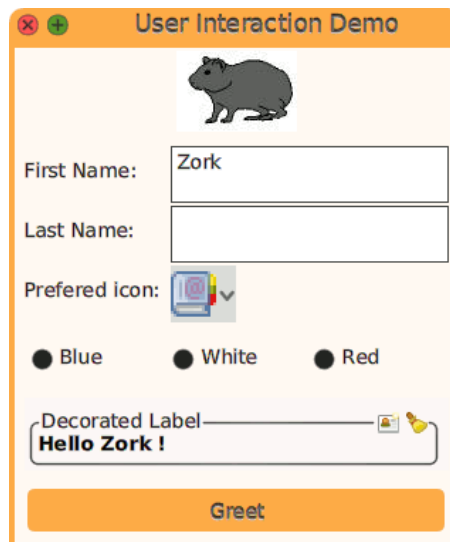 User Interaction Demo
First Name: Zork
Last Name:
Prefered icon:
Blue White Red
Decorated Label
Hello Zork !
Greet